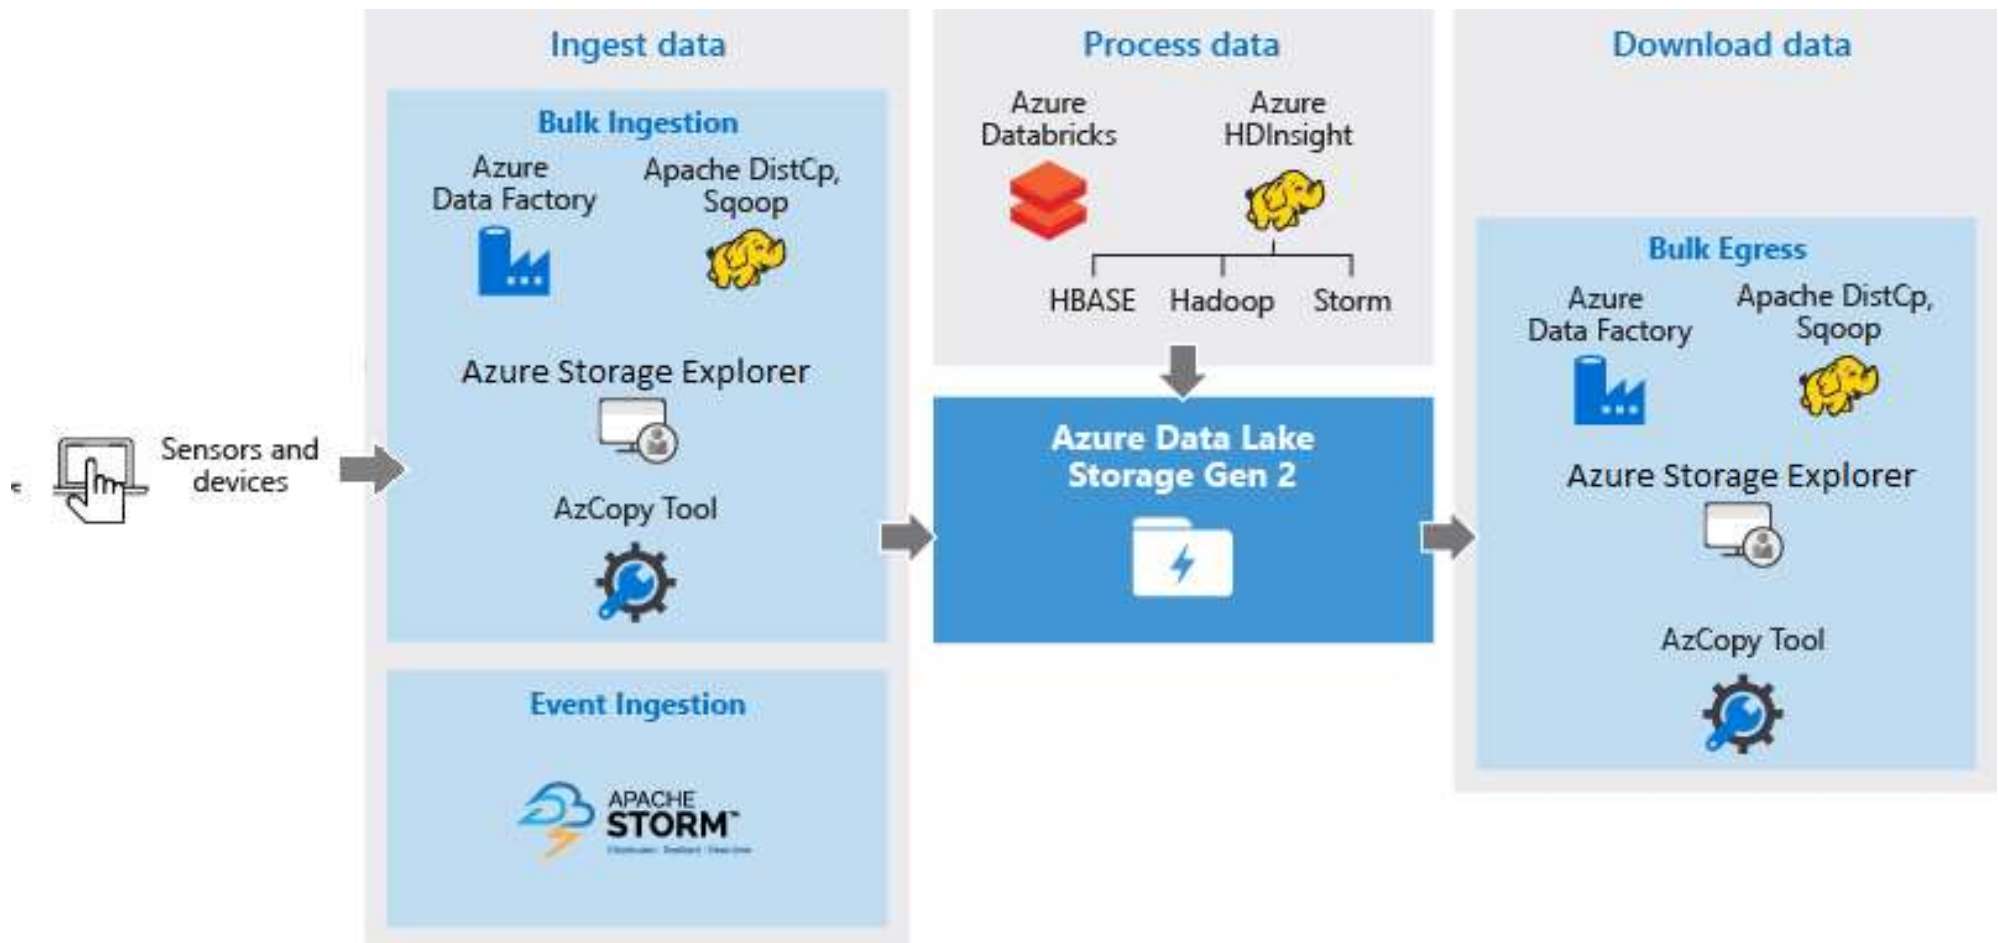 Sensors and
devices
Ingest data
Bulk Ingestion
Azure
Data Factory
Apache DistCp,
Sqoop
Azure Storage Explorer
AzCopy Tool
Event Ingestion
APACHE
STORM™
Process data
Azure
Databricks
Azure
HDInsight
HBASE
Hadoop
Storm
Azure Data Lake
Storage Gen 2
Download data
Bulk Egress
Azure
Data Factory
Apache DistCp,
Sqoop
Azure Storage Explorer
AzCopy Tool